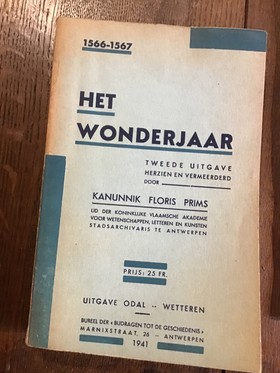 1566-1567
HET
WONDERJAAR
TWEEDE UITGAVE
HERZIEN EN VERMEERDERD
DOOR
KANUNNIK FLORIS PRIMS
LID DER KONINKLIJKE VLAAMSCHE AKADEMIE
VOOR WETENSCHAPPEN, LETTEREN EN KUNSTEN
STADSARCHIVARIS TE ANTWERPEN
PRIJS: 25 FR.
UITGAVE ODAL -- WETTEREN
BUREEL DER «BIJDRAGEN TOT DE GESCHIEDENIS»
MARNIXSTRAAT, 26 -- ANTWERPEN
1941